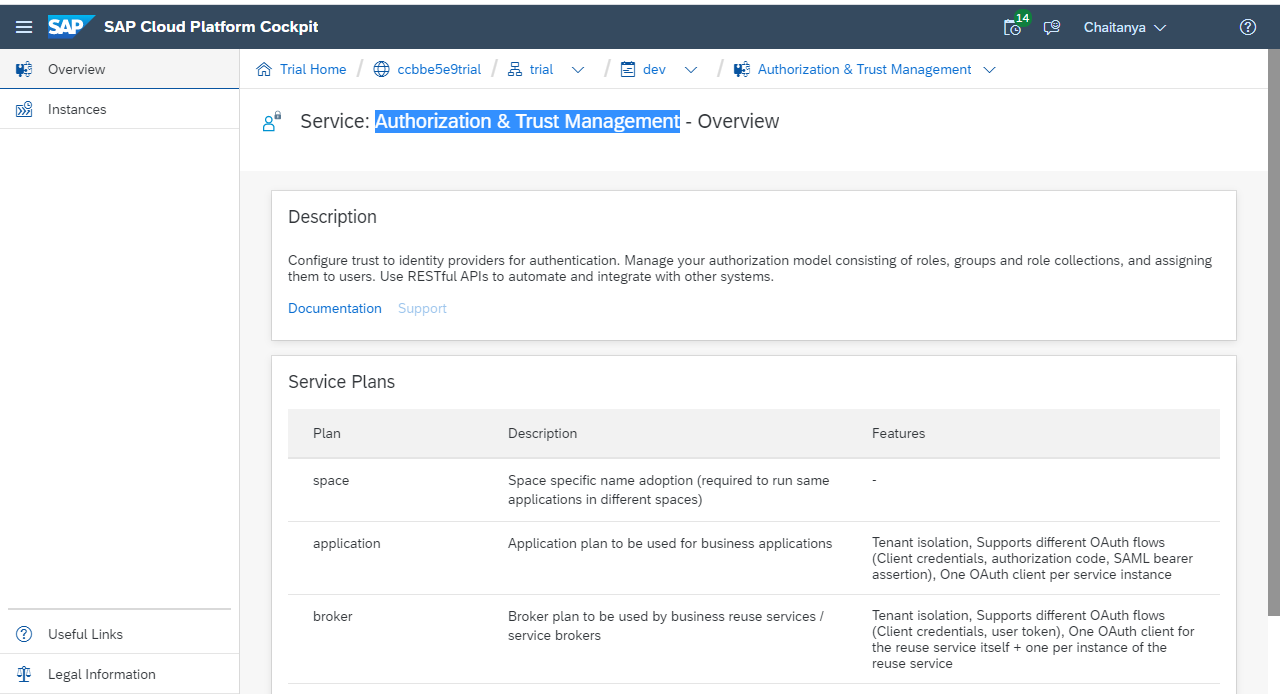 SAP SAP Cloud Platform Cockpit 14 Chaitanya
Overview
Instances
Trial Home / ccbbe5e9trial / trial / dev / Authorization & Trust Management
Service: Authorization & Trust Management - Overview
Description
Configure trust to identity providers for authentication. Manage your authorization model consisting of roles, groups and role collections, and assigning
them to users. Use RESTful APIs to automate and integrate with other systems.
Documentation Support
Service Plans
Plan Description Features
space Space specific name adoption (required to run same -
applications in different spaces)
application Application plan to be used for business applications Tenant isolation, Supports different OAuth flows
(Client credentials, authorization code, SAML bearer
assertion), One OAuth client per service instance
broker Broker plan to be used by business reuse services / Tenant isolation, Supports different OAuth flows
service brokers (Client credentials, user token), One OAuth client for
the reuse service itself + one per instance of the
reuse service
Useful Links
Legal Information